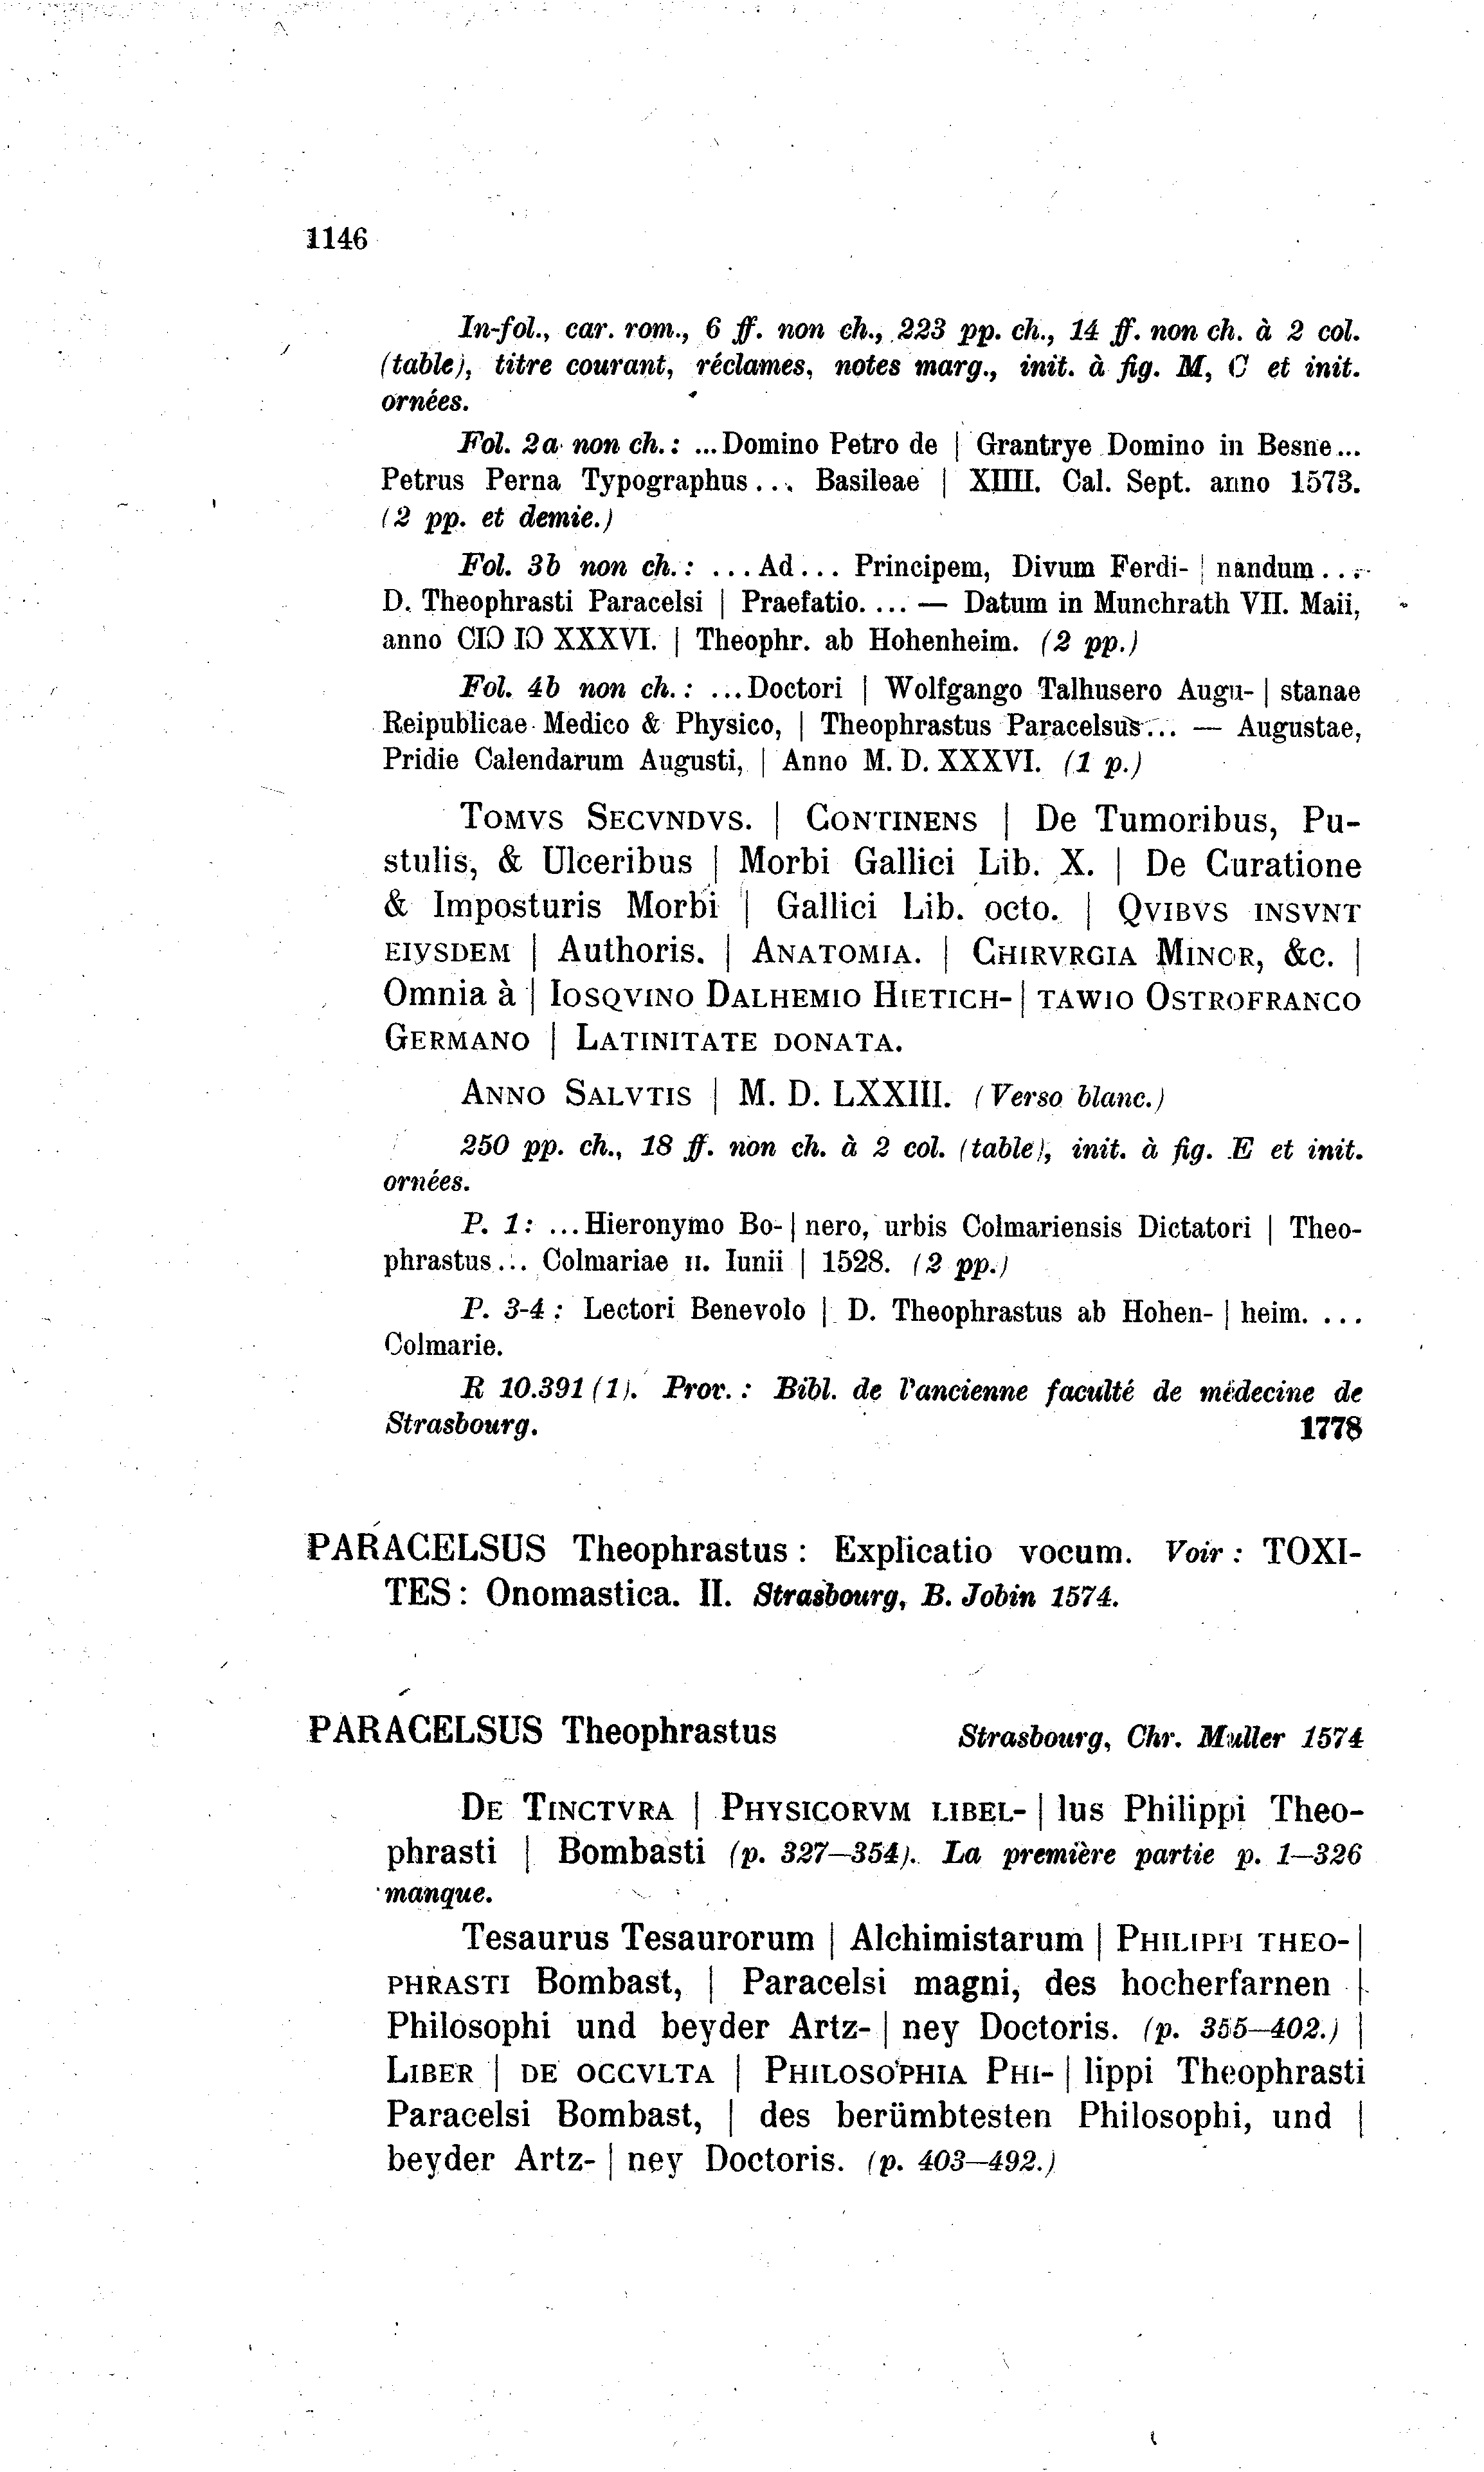 1146
In-fol., car. rom., 6 ff. non ch., 223 pp. ch., 14 ff. non ch. à 2 col.
(table), titre courant, réclames, notes marg., init. à fig. M, C et init.
ornées.
Fol. 2a non ch.: ...Domino Petro de | Grantrye Domino in Besne...
Petrus Perna Typographus... Basileae | XIIII. Cal. Sept. anno 1573.
(2 pp. et demie.)
Fol. 3b non ch.: ...Ad... Principem, Divum Ferdi- | nandum...
D. Theophrasti Paracelsi | Praefatio. ... — Datum in Munchrath VII. Maii,
anno CIƆ IƆ XXXVI. | Theophr. ab Hohenheim. (2 pp.)
Fol. 4b non ch.: ...Doctori | Wolfgango Talhusero Augu- | stanae
Reipublicae Medico & Physico, | Theophrastus Paracelsus... — Augustae,
Pridie Calendarum Augusti, | Anno M. D. XXXVI. (1 p.)
TOMVS SECVNDVS. | CONTINENS | De Tumoribus, Pu-
stulis, & Ulceribus | Morbi Gallici Lib. X. | De Curatione
& Imposturis Morbi | Gallici Lib. octo. | QVIBVS INSVNT
EIVSDEM | Authoris. | ANATOMIA. | CHIRVRGIA MINOR, &c. |
Omnia à | IOSQVINO DALHEMIO HIETICH- | TAWIO OSTROFRANCO
GERMANO | LATINITATE DONATA.
ANNO SALVTIS | M. D. LXXIII. (Verso blanc.)
250 pp. ch., 18 ff. non ch. à 2 col. (table), init. à fig. E et init.
ornées.
P. 1: ...Hieronymo Bo- | nero, urbis Colmariensis Dictatori | Theo-
phrastus... Colmariae II. Iunii | 1528. (2 pp.)
P. 3-4: Lectori Benevolo | D. Theophrastus ab Hohen- | heim. ...
Colmarie.
R 10.391 (1). Prov.: Bibl. de l'ancienne faculté de médecine de
Strasbourg. 1778
PARACELSUS Theophrastus: Explicatio vocum. Voir: TOXI-
TES: Onomastica. II. Strasbourg, B. Jobin 1574.
PARACELSUS Theophrastus Strasbourg, Chr. Muller 1574
DE TINCTVRA | PHYSICORVM LIBEL- | lus Philippi Theo-
phrasti | Bombasti (p. 327—354). La première partie p. 1—326
manque.
Tesaurus Tesaurorum | Alchimistarum | PHILIPPI THEO- |
PHRASTI Bombast, | Paracelsi magni, des hocherfarnen |
Philosophi und beyder Artz- | ney Doctoris. (p. 355—402.) |
LIBER | DE OCCVLTA | PHILOSOPHIA PHI- | lippi Theophrasti
Paracelsi Bombast, | des berümbtesten Philosophi, und |
beyder Artz- | ney Doctoris. (p. 403—492.)